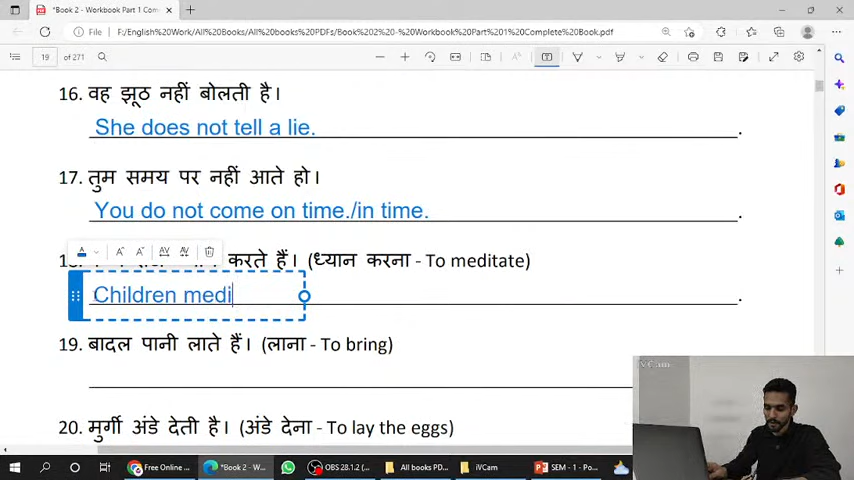 *Book 2 - Workbook Part 1 Com
File
F:/English%20Work/All%20Books/All%20books%20PDFs/Book%202%20-%20Workbook%20Part%201%20Complete%20Book.pdf
19 of 271
16. वह झूठ नहीं बोलती है।
She does not tell a lie.
17. तुम समय पर नहीं आते हो।
You do not come on time./in time.
करते हैं। (ध्यान करना - To meditate)
Children medi
19. बादल पानी लाते हैं। (लाना - To bring)
20. मुर्गी अंडे देती है। (अंडे देना - To lay the eggs)
iVCam
Free Online ...
*Book 2 - W...
OBS 28.1.2 (...
All books PD...
iVCam
SEM - 1 - Po...